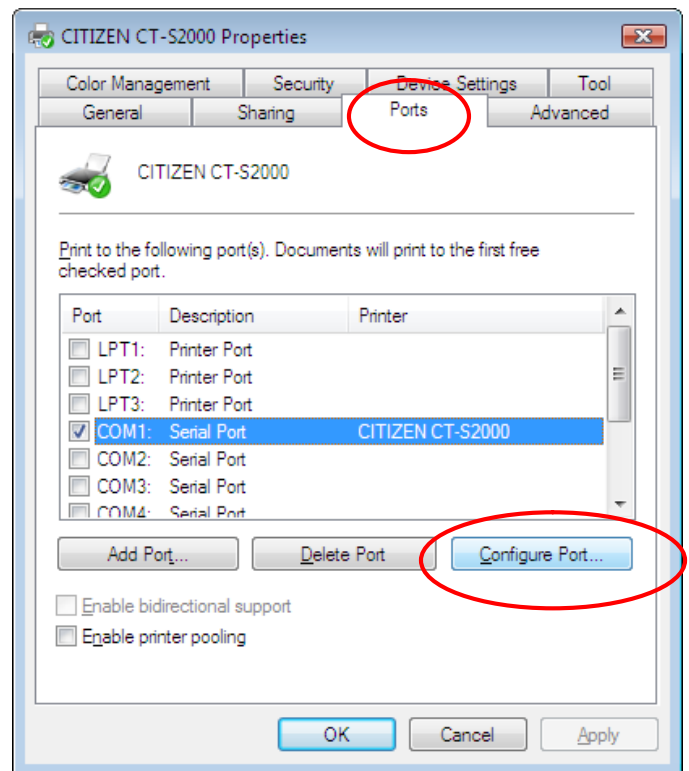 CITIZEN CT-S2000 Properties
Color Management Security Device Settings Tool
General Sharing Ports Advanced
CITIZEN CT-S2000
Print to the following port(s). Documents will print to the first free
checked port.
Port Description Printer
LPT1: Printer Port
LPT2: Printer Port
LPT3: Printer Port
COM1: Serial Port CITIZEN CT-S2000
COM2: Serial Port
COM3: Serial Port
COM4: Serial Port
Add Port... Delete Port Configure Port...
Enable bidirectional support
Enable printer pooling
OK Cancel Apply